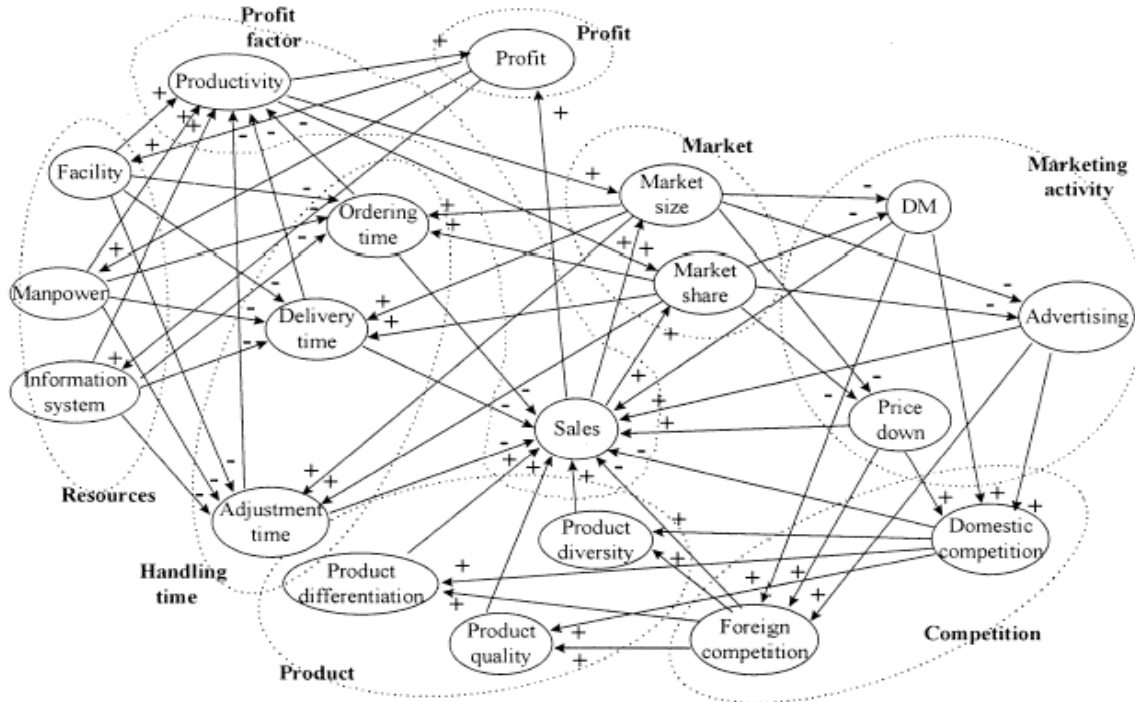 Profit
factor
Profit
Profit
Productivity
Market
Marketing
activity
Facility
Market
size
DM
Ordering
time
Manpower
Market
share
Delivery
time
Advertising
Information
system
Price
down
Sales
Resources
Adjustment
time
Product
diversity
Domestic
competition
Handling
time
Product
differentiation
Product
quality
Foreign
competition
Competition
Product